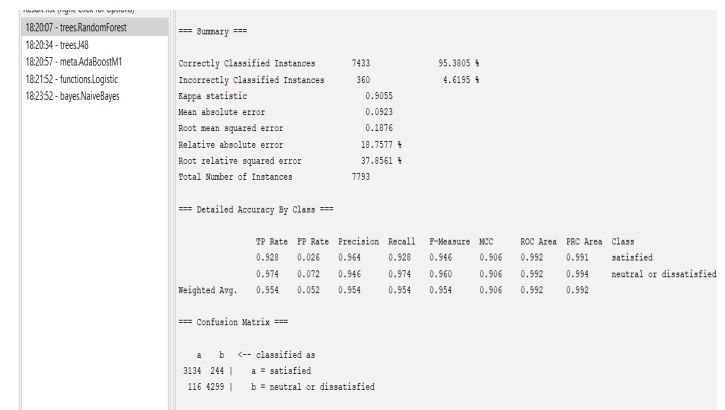 Result list (right-click for options)
18:20:07 - trees.RandomForest
18:20:34 - trees.J48
18:20:57 - meta.AdaBoostM1
18:21:52 - functions.Logistic
18:23:52 - bayes.NaiveBayes
=== Summary ===
Correctly Classified Instances 7433 95.3805 %
Incorrectly Classified Instances 360 4.6195 %
Kappa statistic 0.9055
Mean absolute error 0.0923
Root mean squared error 0.1876
Relative absolute error 18.7577 %
Root relative squared error 37.8561 %
Total Number of Instances 7793
=== Detailed Accuracy By Class ===
TP Rate FP Rate Precision Recall F-Measure MCC ROC Area PRC Area Class
0.928 0.026 0.964 0.928 0.946 0.906 0.992 0.991 satisfied
0.974 0.072 0.946 0.974 0.960 0.906 0.992 0.994 neutral or dissatisfied
Weighted Avg. 0.954 0.052 0.954 0.954 0.954 0.906 0.992 0.992
=== Confusion Matrix ===
a b <-- classified as
3134 244 | a = satisfied
116 4299 | b = neutral or dissatisfied